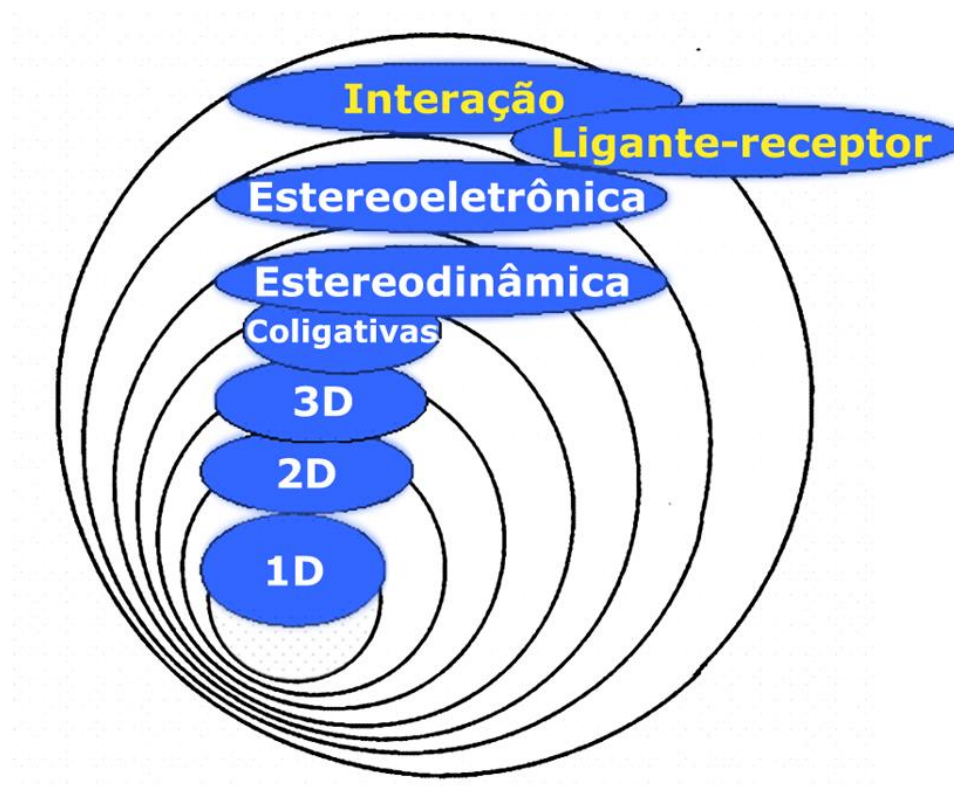 Interação
Ligante-receptor
Estereoeletrônica
Estereodinâmica
Coligativas
3D
2D
1D